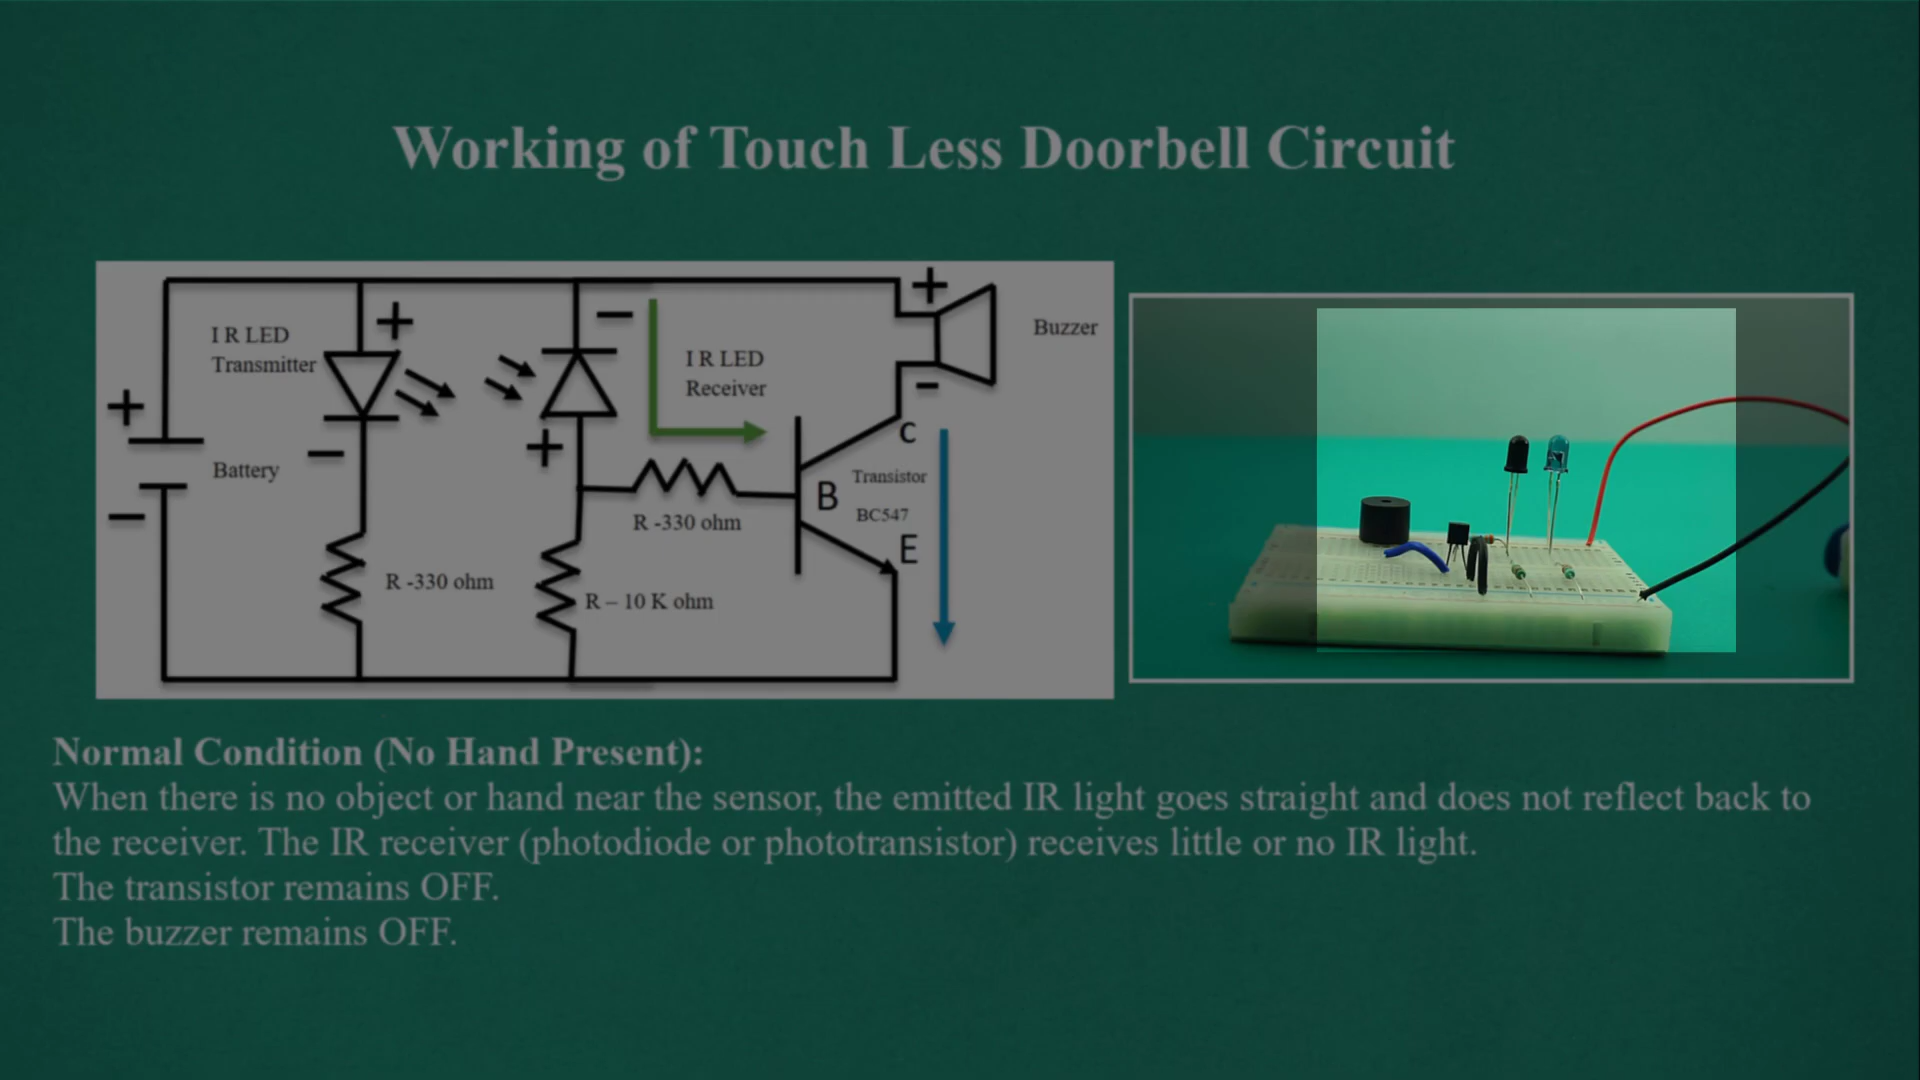 Working of Touch Less Doorbell Circuit
+
I R LED
Transmitter
+
−
I R LED
Receiver
+
Buzzer
+
Battery
−
−
+
−
C
Transistor
B
BC547
E
R -330 ohm
R -330 ohm
R – 10 K ohm
Normal Condition (No Hand Present):
When there is no object or hand near the sensor, the emitted IR light goes straight and does not reflect back to
the receiver. The IR receiver (photodiode or phototransistor) receives little or no IR light.
The transistor remains OFF.
The buzzer remains OFF.